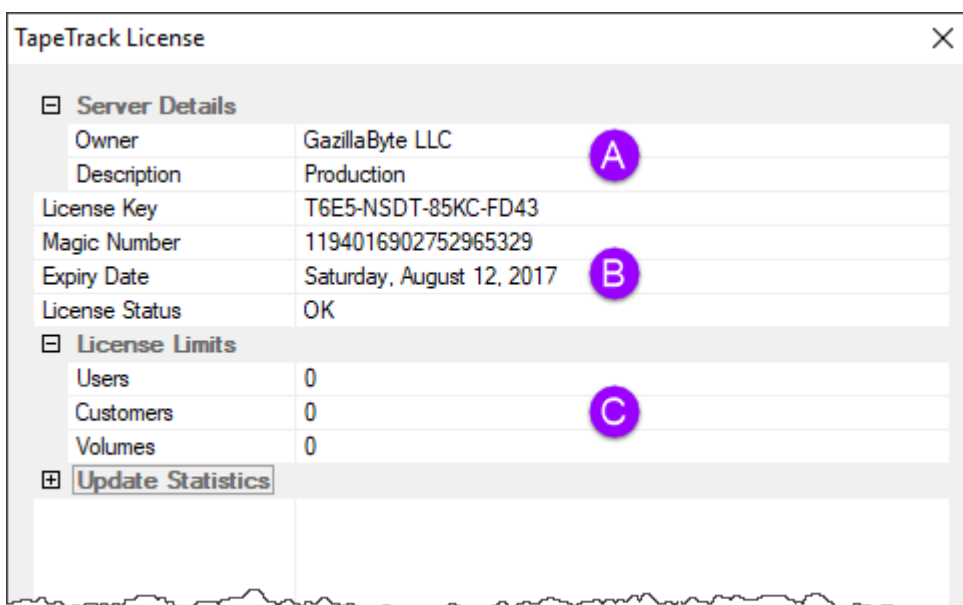 TapeTrack License
Server Details
Owner GazillaByte LLC
A
Description Production
License Key T6E5-NSDT-85KC-FD43
Magic Number 1194016902752965329
Expiry Date Saturday, August 12, 2017
B
License Status OK
License Limits
Users 0
Customers 0
C
Volumes 0
Update Statistics